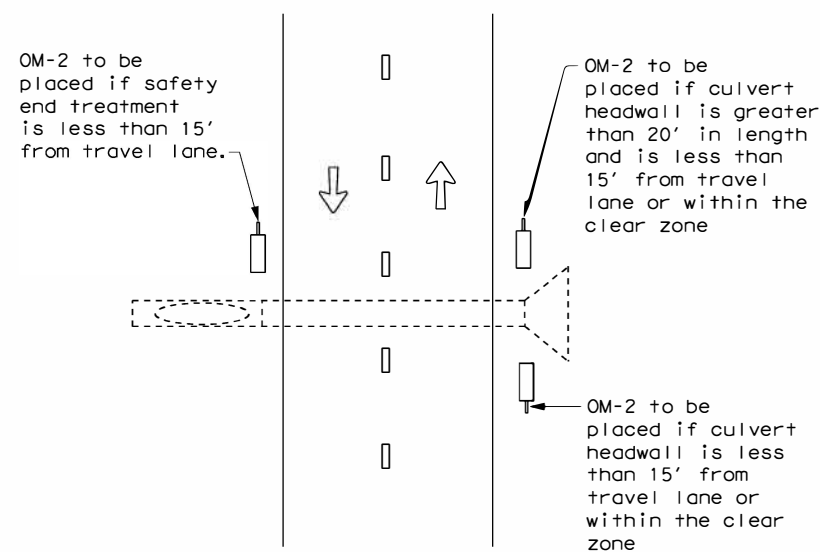 OM-2 to be
placed if safety
end treatment
is less than 15'
from travel lane.
OM-2 to be
placed if culvert
headwall is greater
than 20' in length
and is less than
15' from travel
lane or within the
clear zone
OM-2 to be
placed if culvert
headwall is less
than 15' from
travel lane or
within the clear
zone